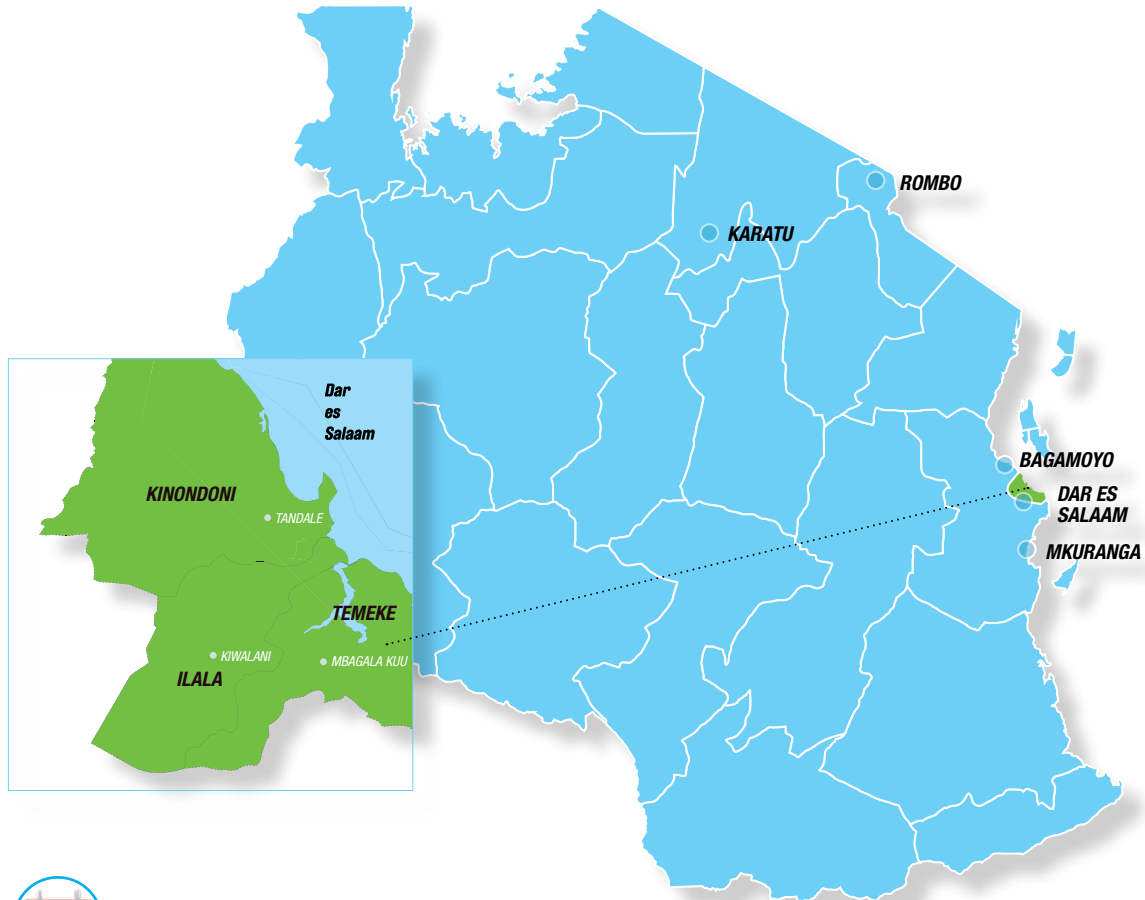 ROMBO
KARATU
Dar
es
Salaam
BAGAMOYO
KINONDONI
DAR ES
SALAAM
TANDALE
MKURANGA
TEMEKE
KIWALANI
MBAGALA KUU
ILALA